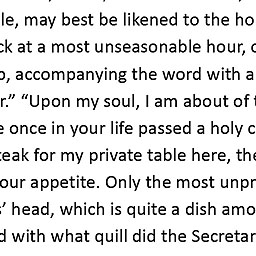 le, may best be likened to the ho
ck at a most unseasonable hour,
accompanying the word with a
r.” “Upon my soul, I am about of
once in your life passed a holy c
teak for my private table here, the
our appetite. Only the most unpr
’ head, which is quite a dish amo
d with what quill did the Secretar